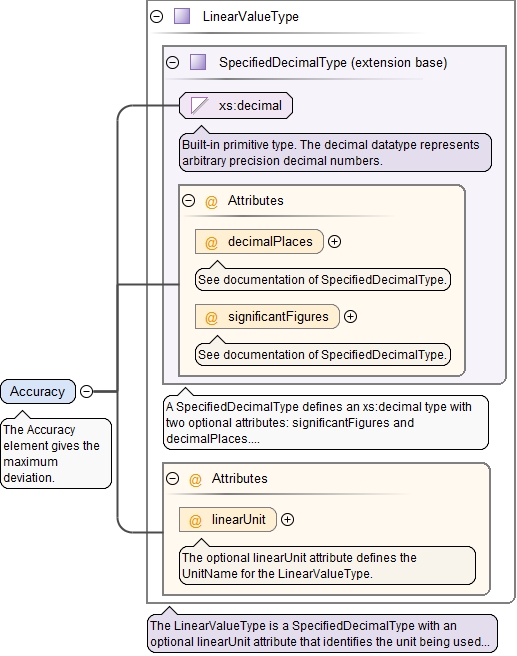 LinearValueType
SpecifiedDecimalType (extension base)
xs:decimal
Built-in primitive type. The decimal datatype represents
arbitrary precision decimal numbers.
@ Attributes
@ decimalPlaces
See documentation of SpecifiedDecimalType.
@ significantFigures
See documentation of SpecifiedDecimalType.
Accuracy
The Accuracy
element gives the
maximum
deviation.
A SpecifiedDecimalType defines an xs:decimal type with
two optional attributes: significantFigures and
decimalPlaces....
@ Attributes
@ linearUnit
The optional linearUnit attribute defines the
UnitName for the LinearValueType.
The LinearValueType is a SpecifiedDecimalType with an
optional linearUnit attribute that identifies the unit being used...